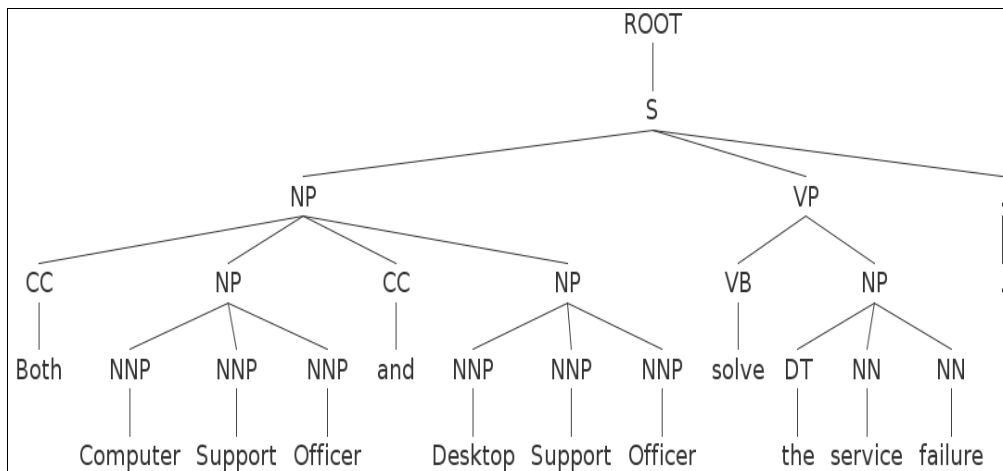 ROOT
S
NP VP .
CC NP CC NP VB NP .
Both NNP NNP NNP and NNP NNP NNP solve DT NN NN
Computer Support Officer Desktop Support Officer the service failure